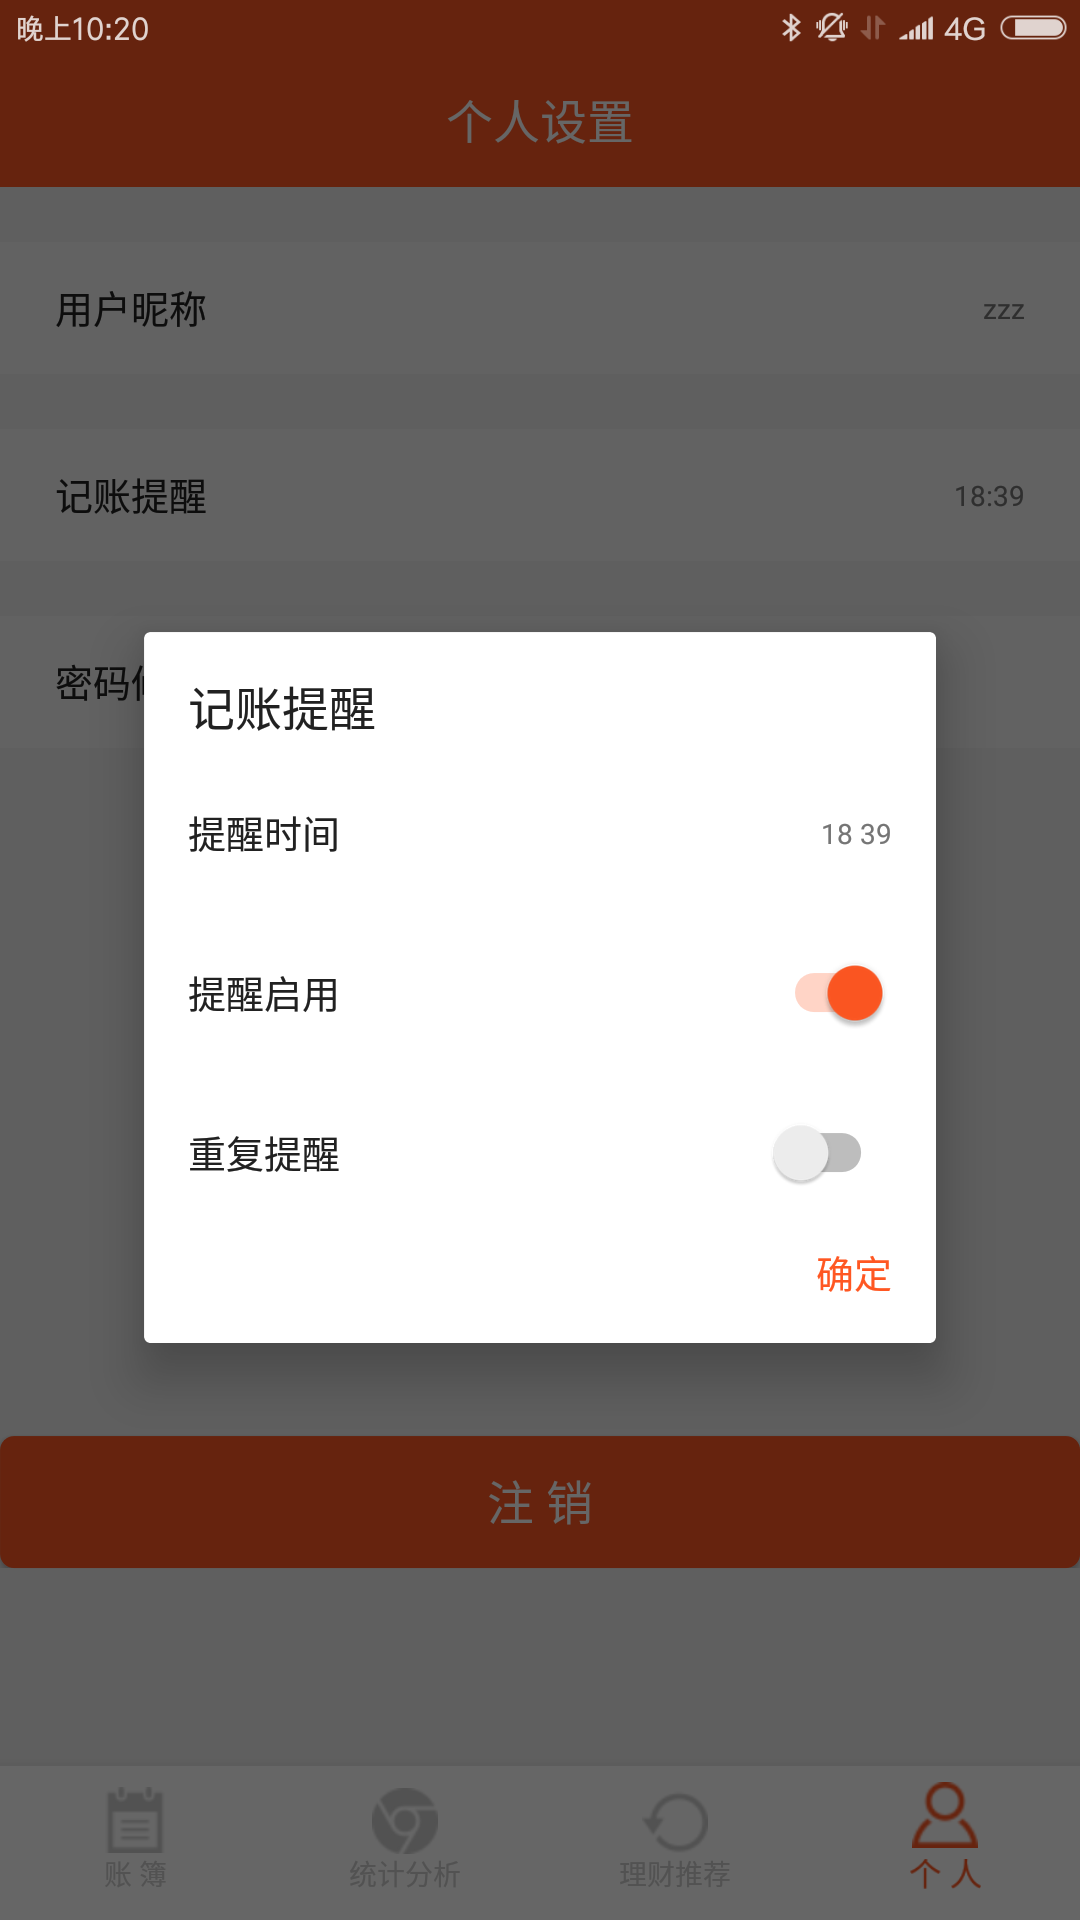 晚上10:20 4G
个人设置
用户昵称 zzz
记账提醒 18:39
密码
记账提醒
提醒时间 18 39
提醒启用
重复提醒
确定
注 销
账 簿 统计分析 理财推荐 个 人